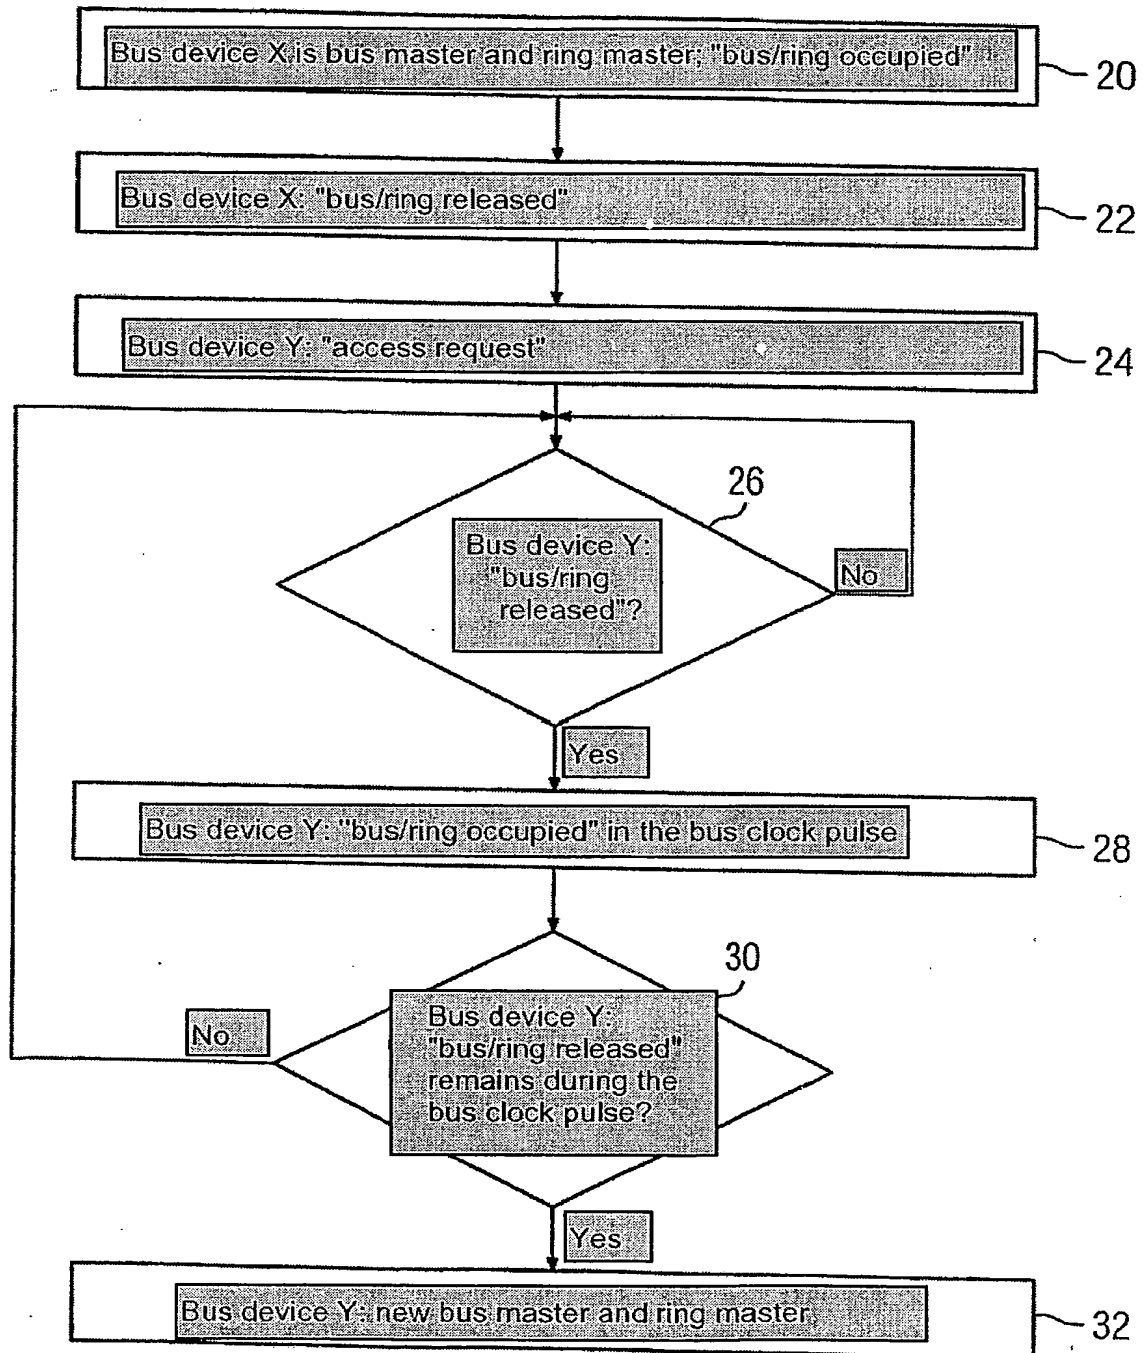 Bus device X is bus master and ring master; "bus/ring occupied"
20
Bus device X: "bus/ring released"
22
Bus device Y: "access request"
24
26
Bus device Y:
"bus/ring
released"?
No
Yes
Bus device Y: "bus/ring occupied" in the bus clock pulse
28
30
Bus device Y:
"bus/ring released"
remains during the
bus clock pulse?
No
Yes
Bus device Y: new bus master and ring master
32